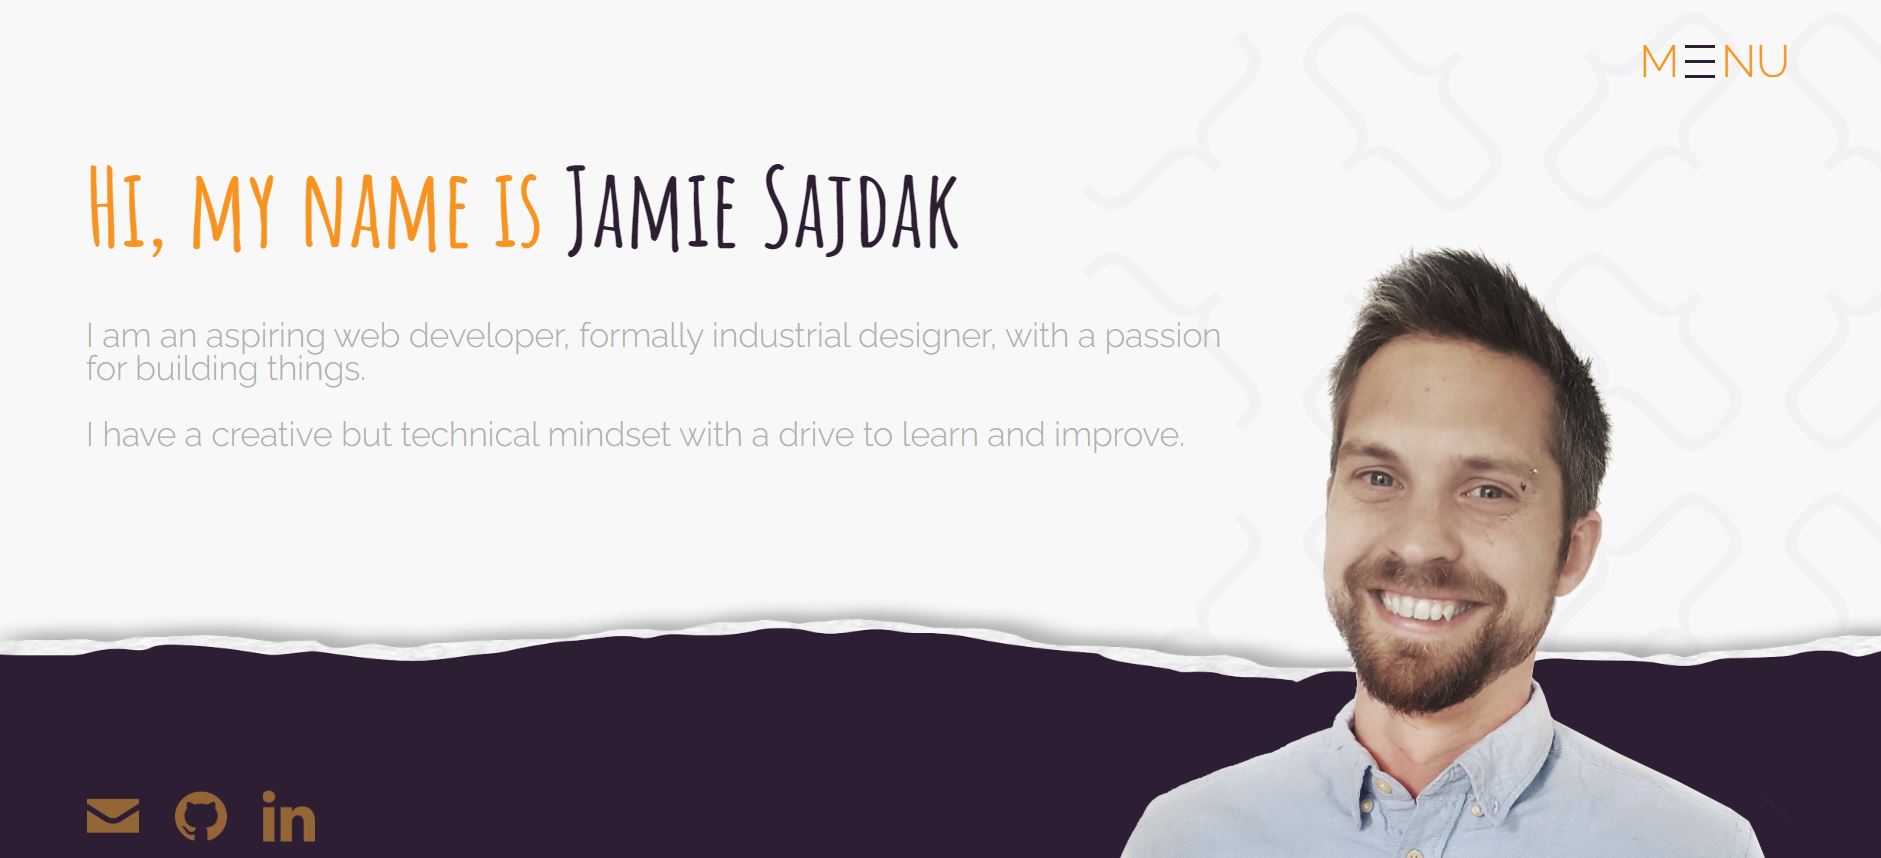 MENU
Hi, my name is Jamie Sajdak
I am an aspiring web developer, formally industrial designer, with a passion
for building things.
I have a creative but technical mindset with a drive to learn and improve.
in